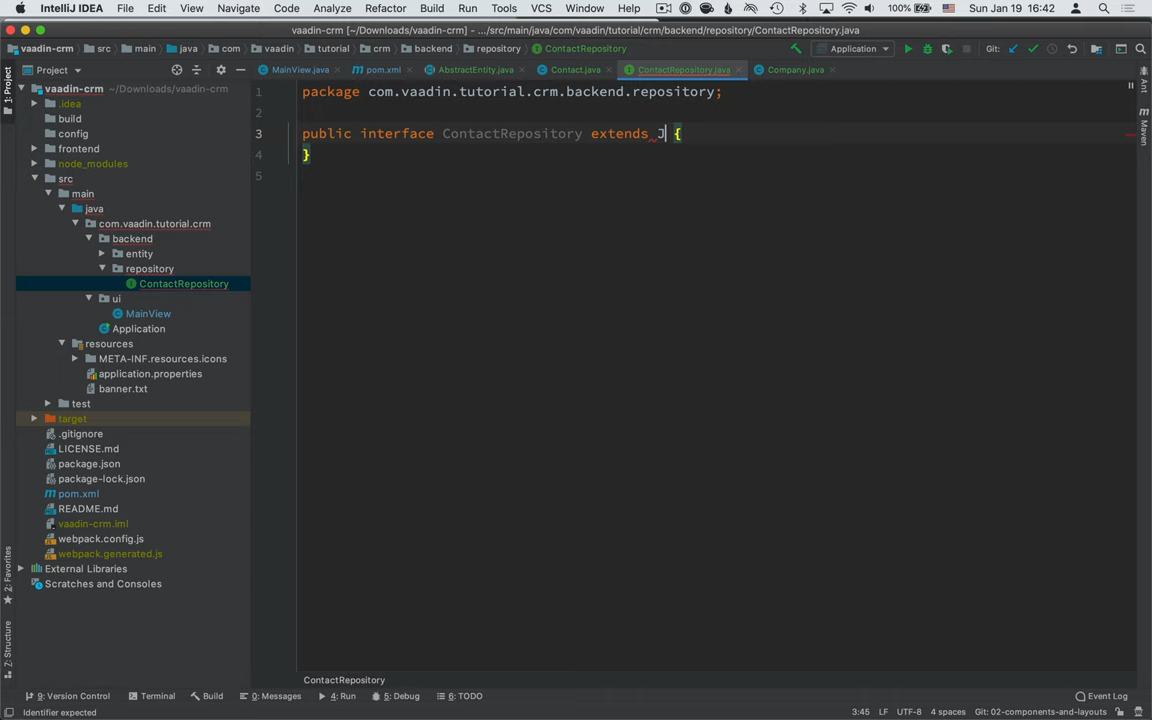 IntelliJ IDEA File Edit View Navigate Code Analyze Refactor Build Run Tools VCS Window Help 100% Sun Jan 19 16:42
vaadin-crm [~/Downloads/vaadin-crm] - .../src/main/java/com/vaadin/tutorial/crm/backend/repository/ContactRepository.java
vaadin-crm src main java com vaadin tutorial crm backend repository ContactRepository Application Git:
Project MainView.java pom.xml AbstractEntity.java Contact.java ContactRepository.java Company.java
1: Project
Ant
Maven
vaadin-crm ~/Downloads/vaadin-crm
.idea
build
config
frontend
node_modules
src
main
java
com.vaadin.tutorial.crm
backend
entity
repository
ContactRepository
ui
MainView
Application
resources
META-INF.resources.icons
application.properties
banner.txt
test
target
.gitignore
LICENSE.md
package.json
package-lock.json
pom.xml
README.md
vaadin-crm.iml
webpack.config.js
webpack.generated.js
External Libraries
Scratches and Consoles
2: Favorites
7: Structure
1 package com.vaadin.tutorial.crm.backend.repository;
2
3 public interface ContactRepository extends J {
4 }
5
ContactRepository
9: Version Control Terminal Build 0: Messages 4: Run 5: Debug 6: TODO Event Log
Identifier expected 3:45 LF UTF-8 4 spaces Git: 02-components-and-layouts